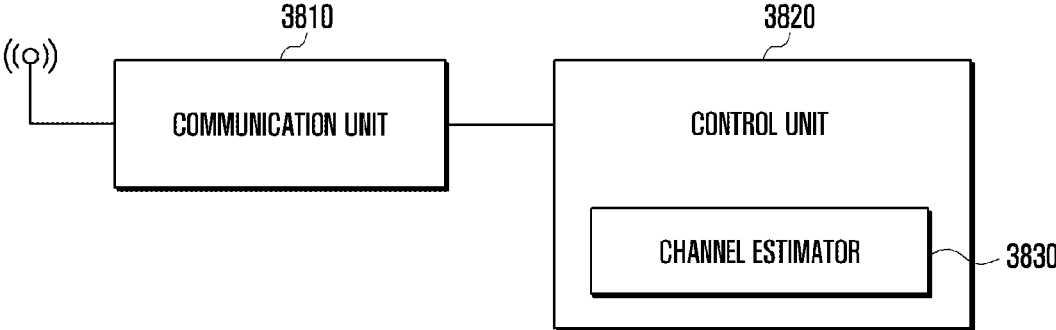 3810
3820
COMMUNICATION UNIT
CONTROL UNIT
CHANNEL ESTIMATOR
3830